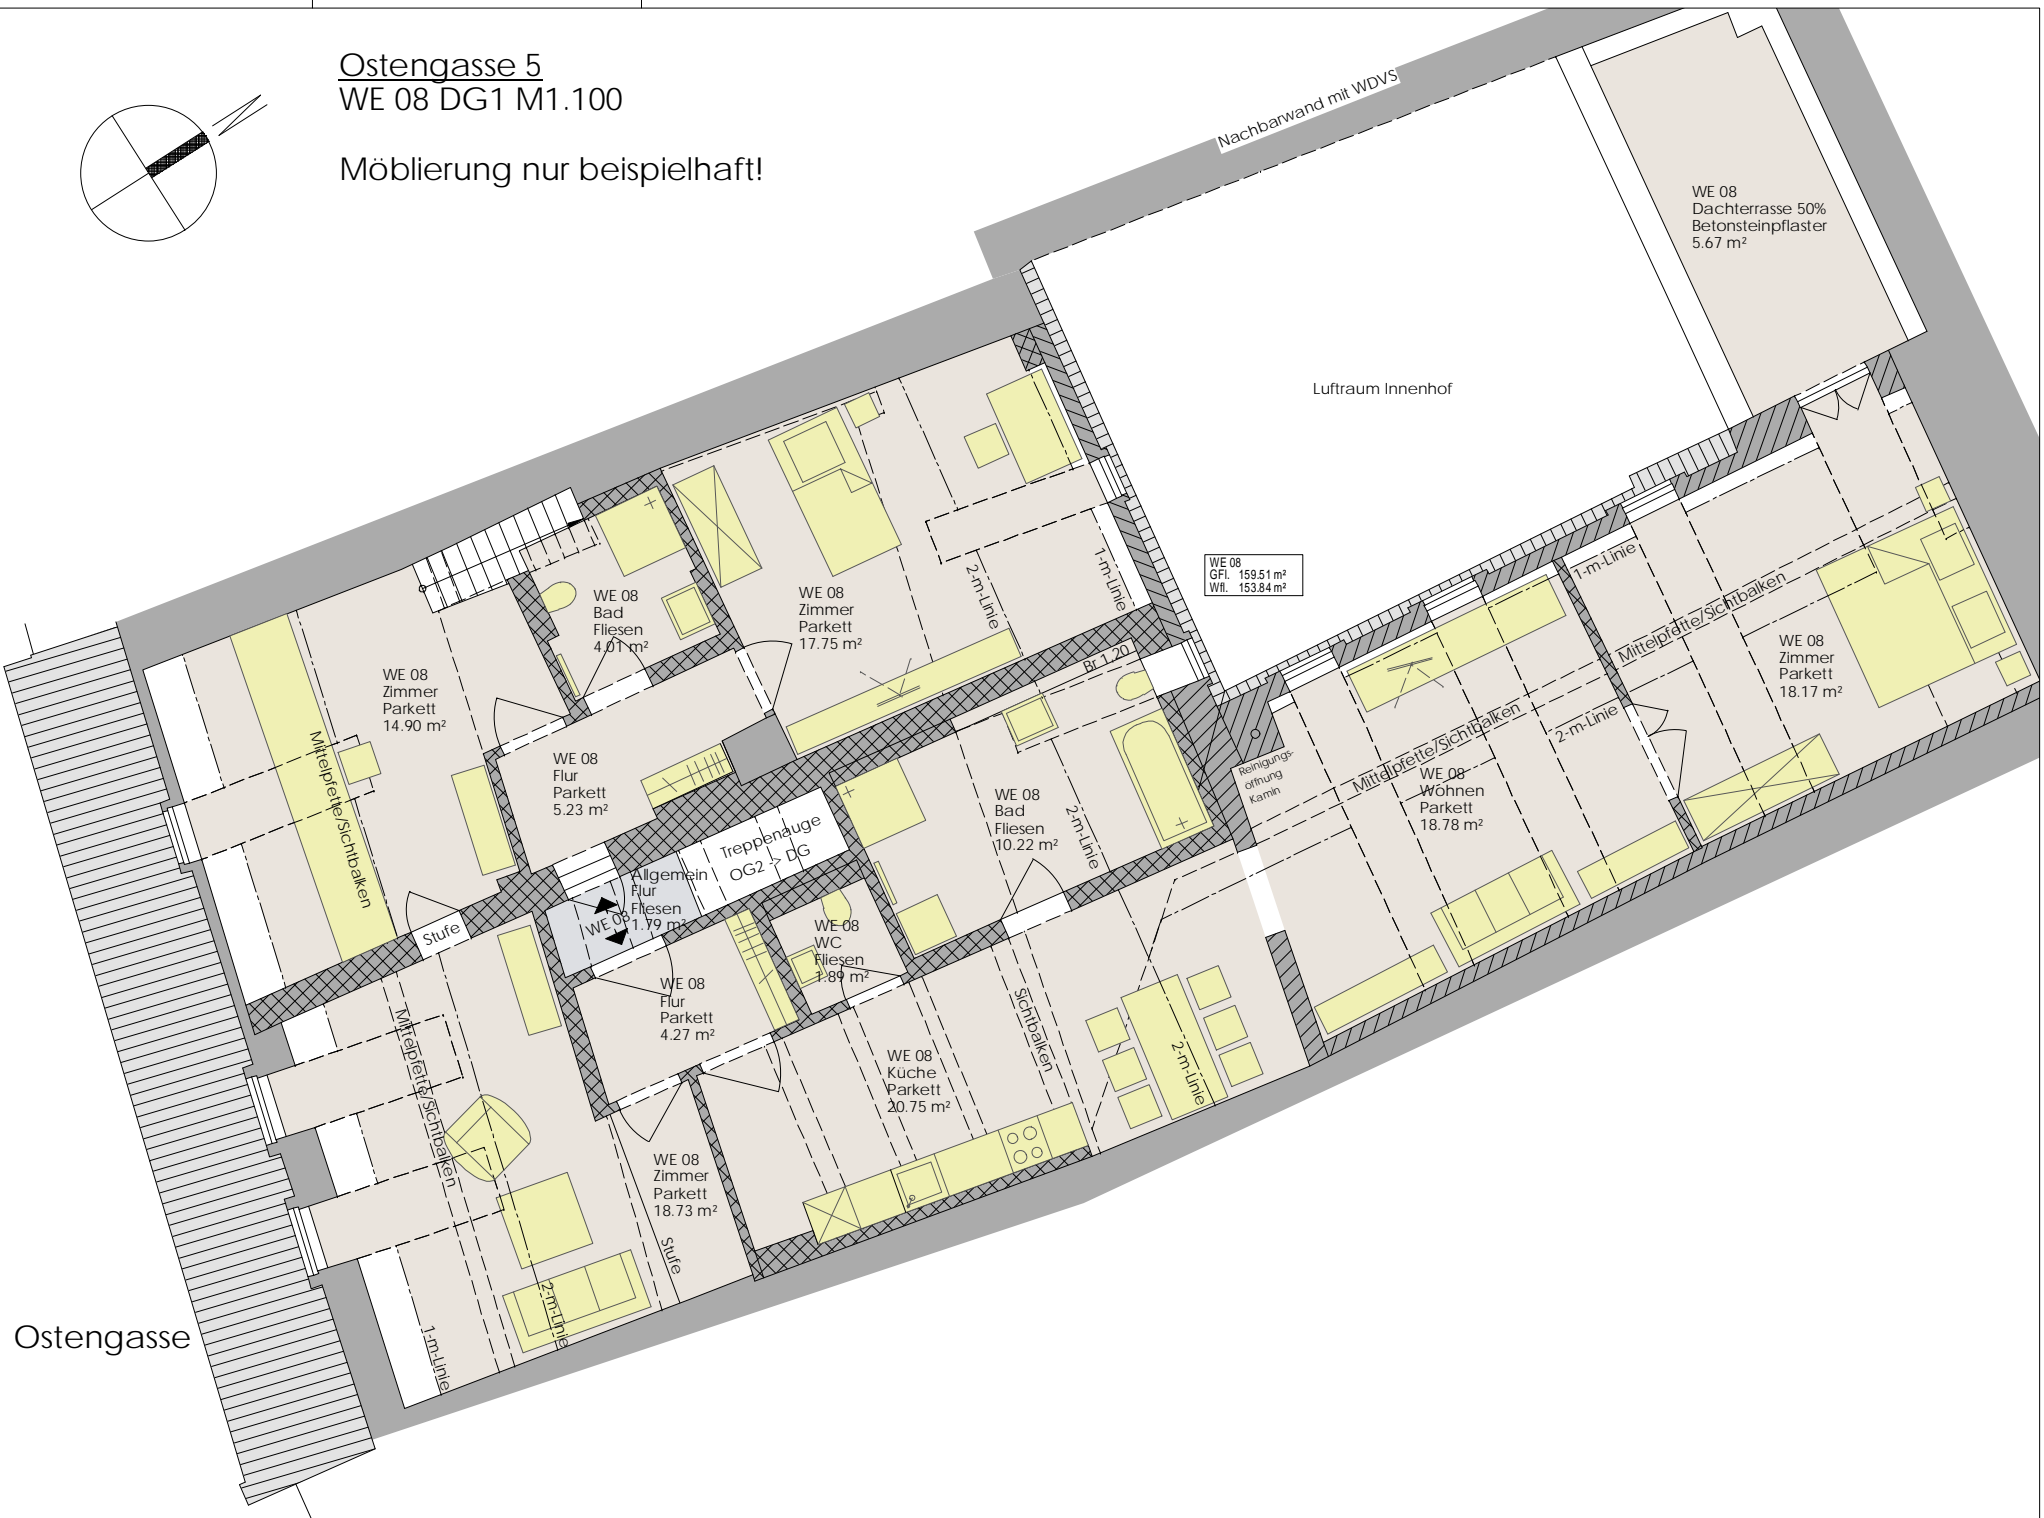 Ostengasse 5
WE 08 DG1 M1.100
Möblierung nur beispielhaft!
Nachbarwand mit WDVS
WE 08
Dachterrasse 50%
Betonsteinpflaster
5.67 m²
Luftraum Innenhof
WE 08
GFl. 159.51 m²
Wfl. 153.84 m²
WE 08
Bad
Fliesen
4.01 m²
WE 08
Zimmer
Parkett
17.75 m²
2-m-Linie
1-m-Linie
WE 08
Zimmer
Parkett
14.90 m²
Mittelpfette/Sichtbalken
WE 08
Flur
Parkett
5.23 m²
Br 1,20
1-m-Linie
Mittelpfette/Sichtbalken
WE 08
Zimmer
Parkett
18.17 m²
2-m-Linie
Mittelpfette/Sichtbalken
Reinigungs-
öffnung
Kamin
WE 08
Wohnen
Parkett
18.78 m²
WE 08
Bad
Fliesen
10.22 m²
2-m-Linie
Treppenauge
OG2 -> DG
Allgemein
Flur
Fliesen
1.79 m²
WE 08
Stufe
WE 08
WC
Fliesen
1.89 m²
WE 08
Flur
Parkett
4.27 m²
Sichtbalken
2-m-Linie
WE 08
Küche
Parkett
20.75 m²
Mittelpfette/Sichtbalken
WE 08
Zimmer
Parkett
18.73 m²
Stufe
2-m-Linie
1-m-Linie
Ostengasse